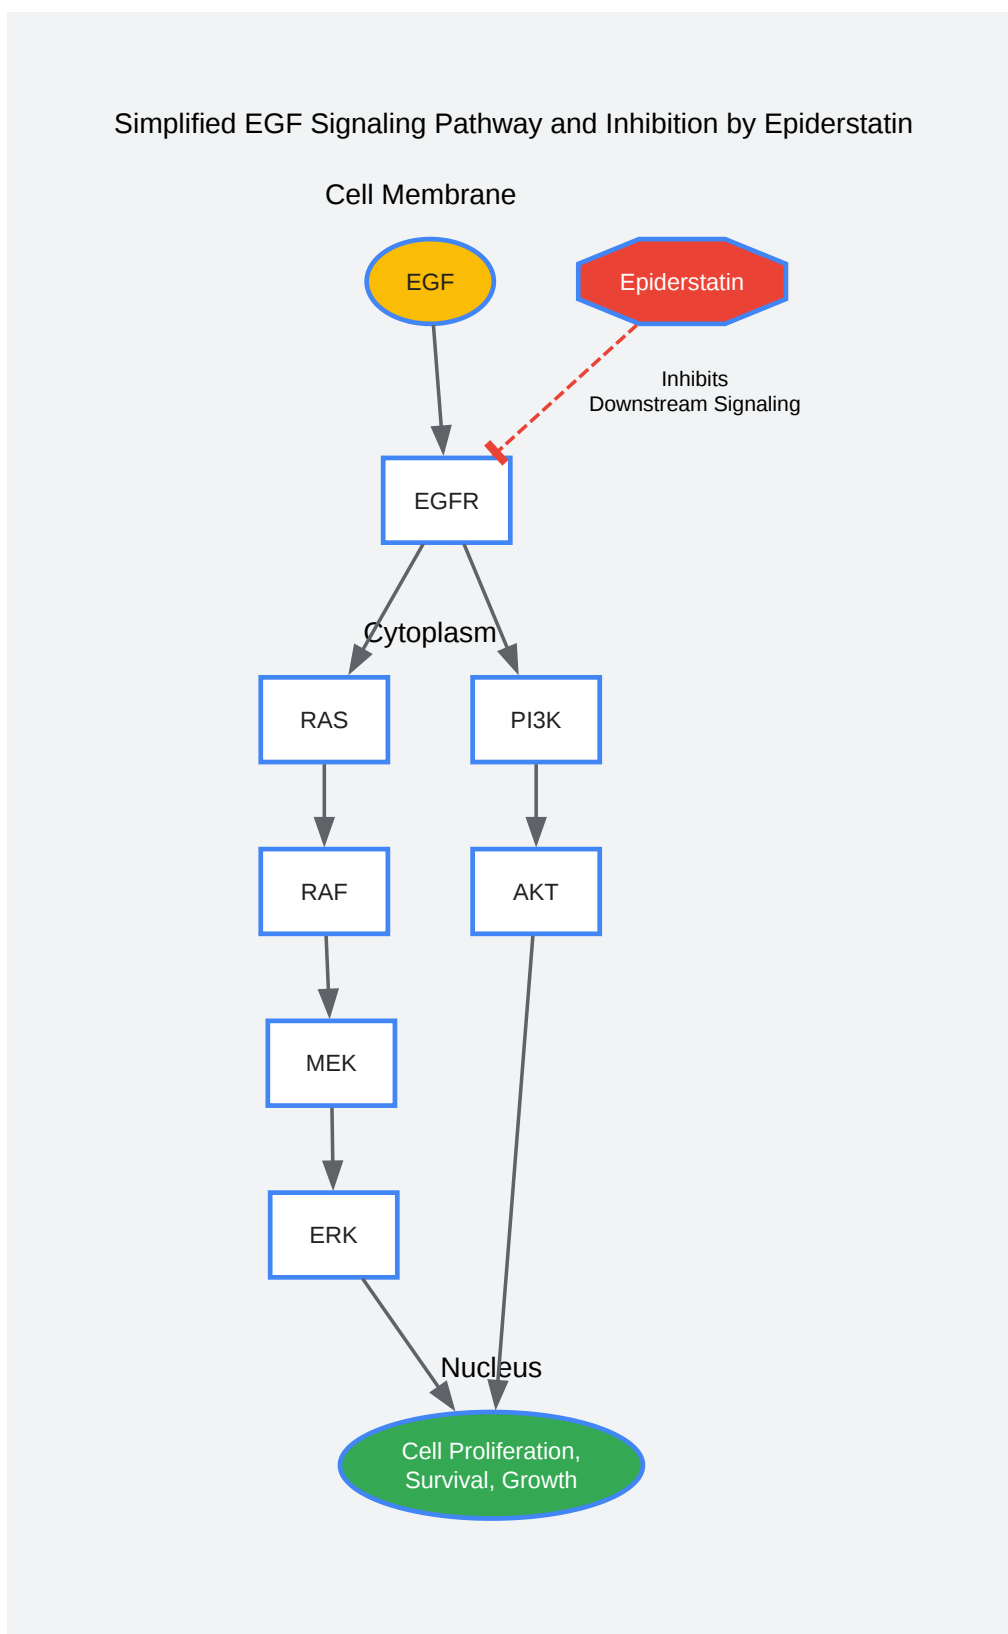 Simplified EGF Signaling Pathway and Inhibition by Epiderstatin
Cell Membrane
EGF
Epiderstatin
Inhibits
Downstream Signaling
EGFR
Cytoplasm
RAS
PI3K
RAF
AKT
MEK
ERK
Nucleus
Cell Proliferation,
Survival, Growth